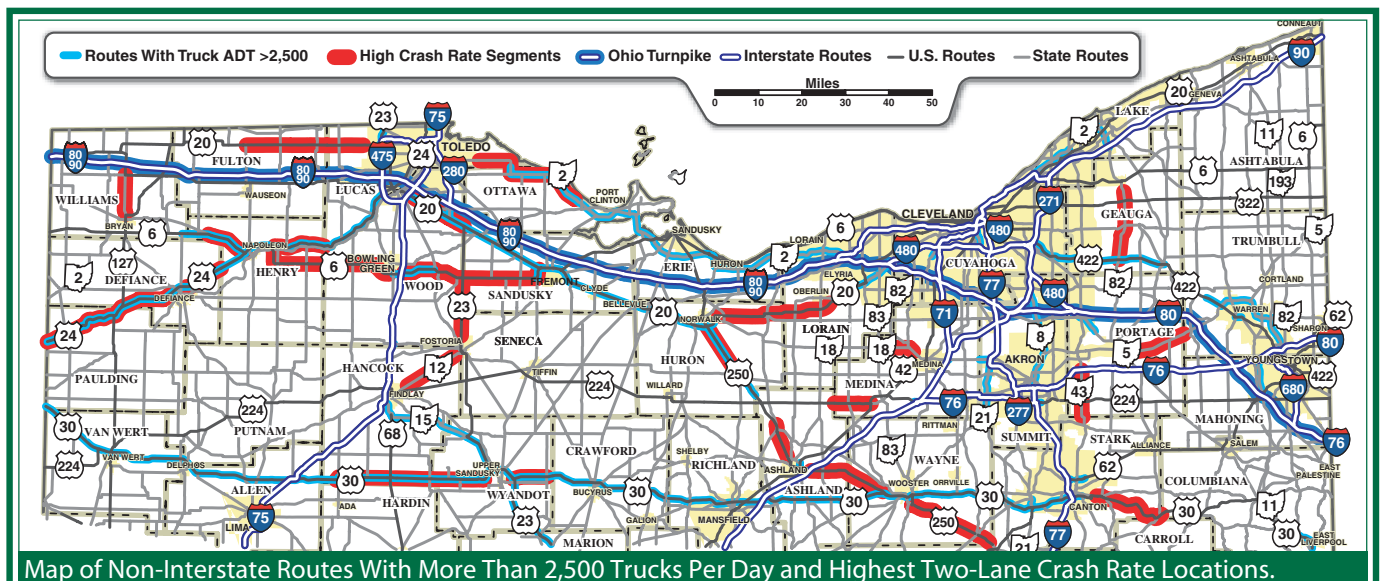 CONNEAUT
Routes With Truck ADT >2,500 High Crash Rate Segments Ohio Turnpike Interstate Routes U.S. Routes State Routes
Miles
0 10 20 30 40 50
90
ASHTABULA
20
GENEVA
LAKE
2
11
6
ASHTABULA
23
75
TOLEDO
20
FULTON
475
24
280
80
90
80
90
LUCAS
WAUSEON
OTTAWA
2
PORT
CLINTON
6
193
271
322
GEAUGA
WILLIAMS
BRYAN
6
20
80
90
SANDUSKY
CLEVELAND
480
6
LORAIN
5
TRUMBULL
NAPOLEON
127
2
DEFIANCE
24
HENRY
6
BOWLING
GREEN
WOOD
SANDUSKY
FREMONT
CLYDE
ERIE
HURON
2
480
CUYAHOGA
422
82
CORTLAND
80
90
ELYRIA
OBERLIN
20
82
77
480
422
DEFIANCE
23
BELLEVUE
20
NORWALK
83
71
80
WARREN
82
62
SHARON
24
FOSTORIA
SENECA
LORAIN
18
18
8
PORTAGE
5
80
YOUNGSTOWN
PAULDING
HANCOCK
12
TIFFIN
HURON
42
MEDINA
AKRON
76
422
680
FINDLAY
224
WILLARD
250
MEDINA
43
224
MAHONING
30
224
PUTNAM
68
15
76
21
277
76
VAN WERT
RITTMAN
SUMMIT
STARK
ALLIANCE
SALEM
224
VAN WERT
DELPHOS
CRAWFORD
SHELBY
RICHLAND
ASHLAND
83
WAYNE
62
EAST
PALESTINE
ALLEN
30
UPPER
SANDUSKY
WYANDOT
BUCYRUS
30
ASHLAND
30
WOOSTER
ORRVILLE
30
COLUMBIANA
ADA
HARDIN
GALION
MANSFIELD
CANTON
30
11
LIMA
75
23
MARION
250
21
77
CARROLL
30
EAST
LIVERPOOL
Map of Non-Interstate Routes With More Than 2,500 Trucks Per Day and Highest Two-Lane Crash Rate Locations.